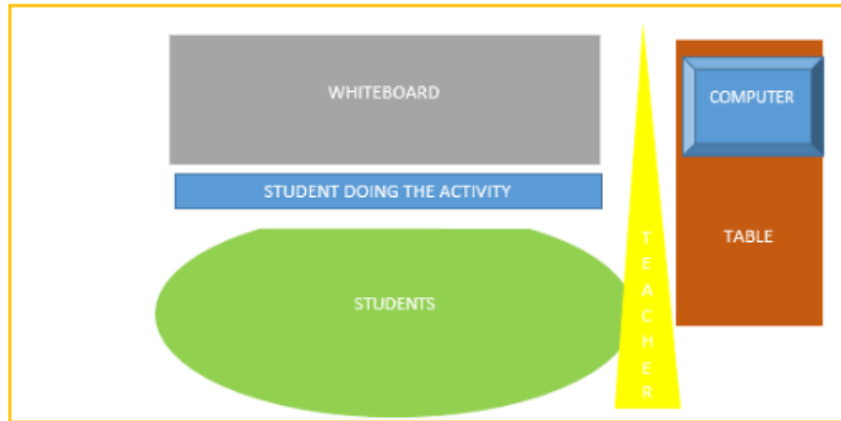 WHITEBOARD
COMPUTER
STUDENT DOING THE ACTIVITY
TABLE
STUDENTS
TEACHER